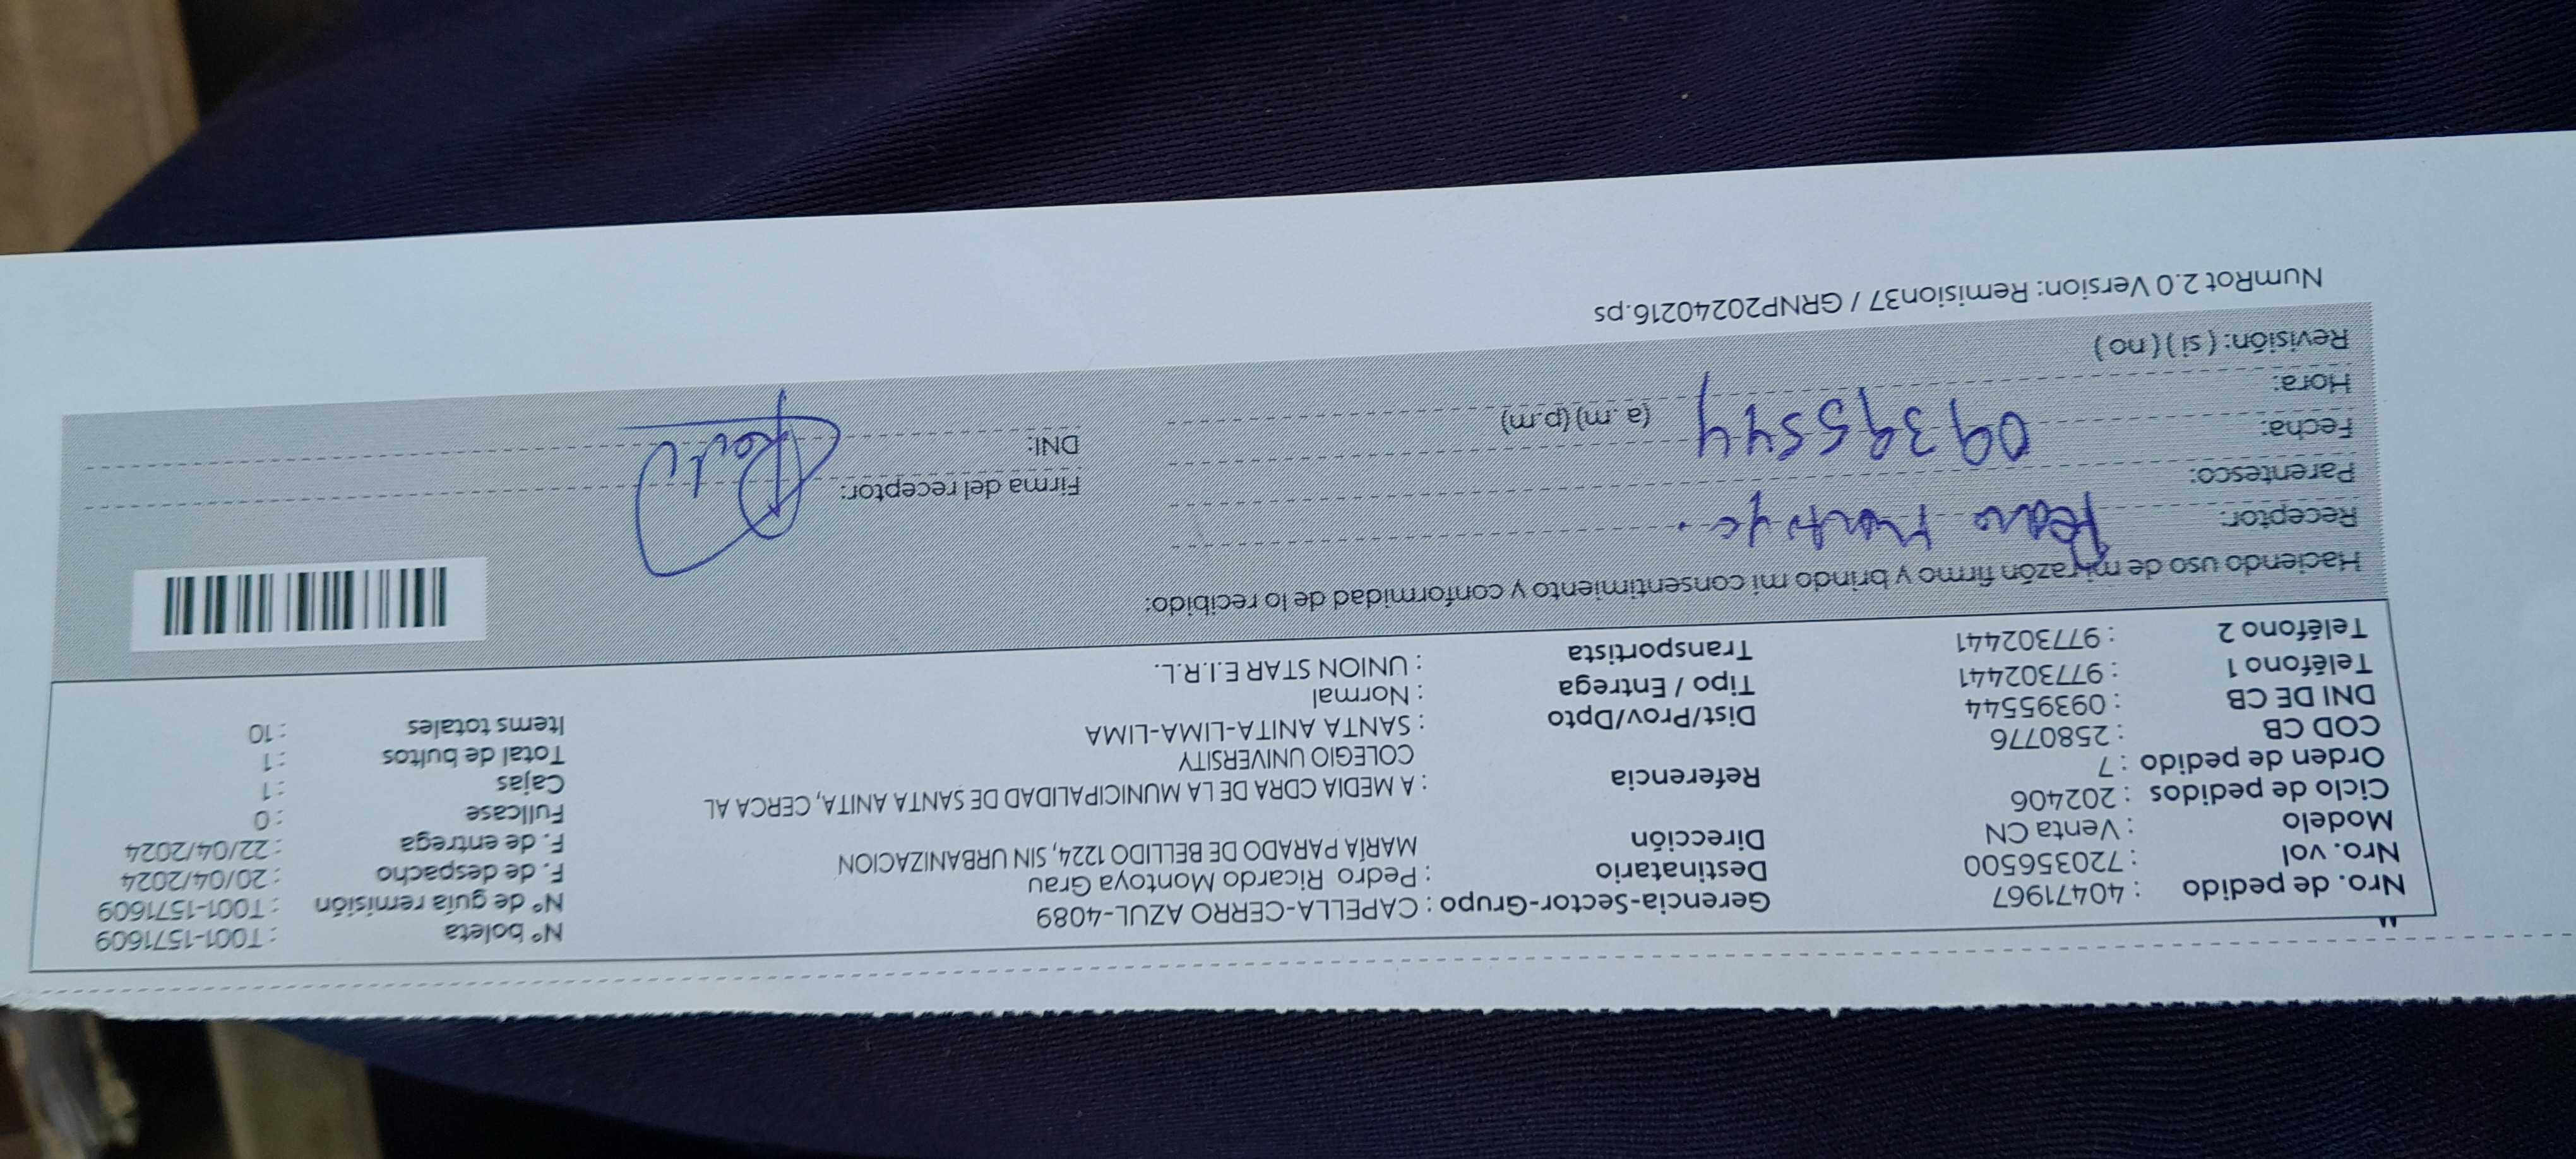 Nro. de pedido : 40471967
Nro. vol : 720356500
Modelo : Venta CN
Ciclo de pedidos : 202406
Orden de pedido : 7
COD CB : 2580776
DNI DE CB : 09395544
Teléfono 1 : 977302441
Teléfono 2 : 977302441
Gerencia-Sector-Grupo : CAPELLA-CERRO AZUL-4089
Destinatario : Pedro Ricardo Montoya Grau
Dirección MARÍA PARADO DE BELLIDO 1224, SIN URBANIZACION
Referencia : A MEDIA CDRA DE LA MUNICIPALIDAD DE SANTA ANITA, CERCA AL
COLEGIO UNIVERSITY
Dist/Prov/Dpto : SANTA ANITA-LIMA-LIMA
Tipo / Entrega : Normal
Transportista : UNION STAR E.I.R.L.
N° boleta : T001-1571609
N° de guía remisión : T001-1571609
F. de despacho : 20/04/2024
F. de entrega : 22/04/2024
Fullcase : 0
Cajas : 1
Total de bultos : 1
Items totales : 10
Haciendo uso de mi razón firmo y brindo mi consentimiento y conformidad de lo recibido:
Receptor: Pedro Montoya.
Parentesco:
Fecha: 09395544
Hora: (a.m) (p.m)
Revisión: ( si ) ( no )
Firma del receptor:
DNI:
NumRot 2.0 Version: Remision37 / GRNP20240216.ps